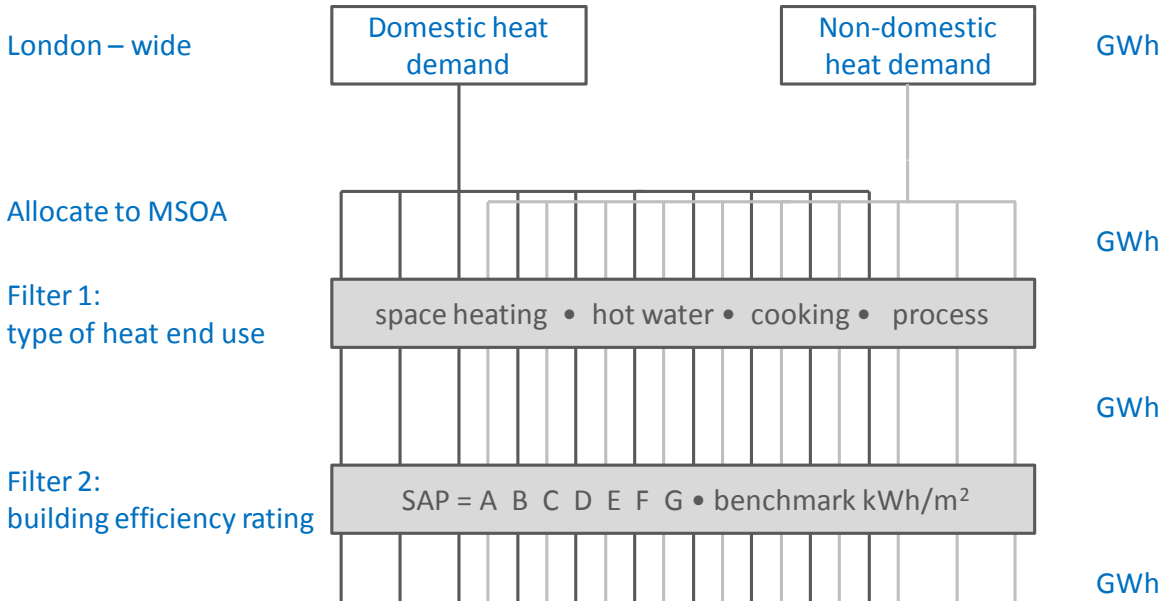 London – wide
Domestic heat
demand
Non-domestic
heat demand
GWh
Allocate to MSOA
GWh
Filter 1:
type of heat end use
space heating • hot water • cooking • process
GWh
Filter 2:
building efficiency rating
SAP = A B C D E F G • benchmark kWh/m²
GWh